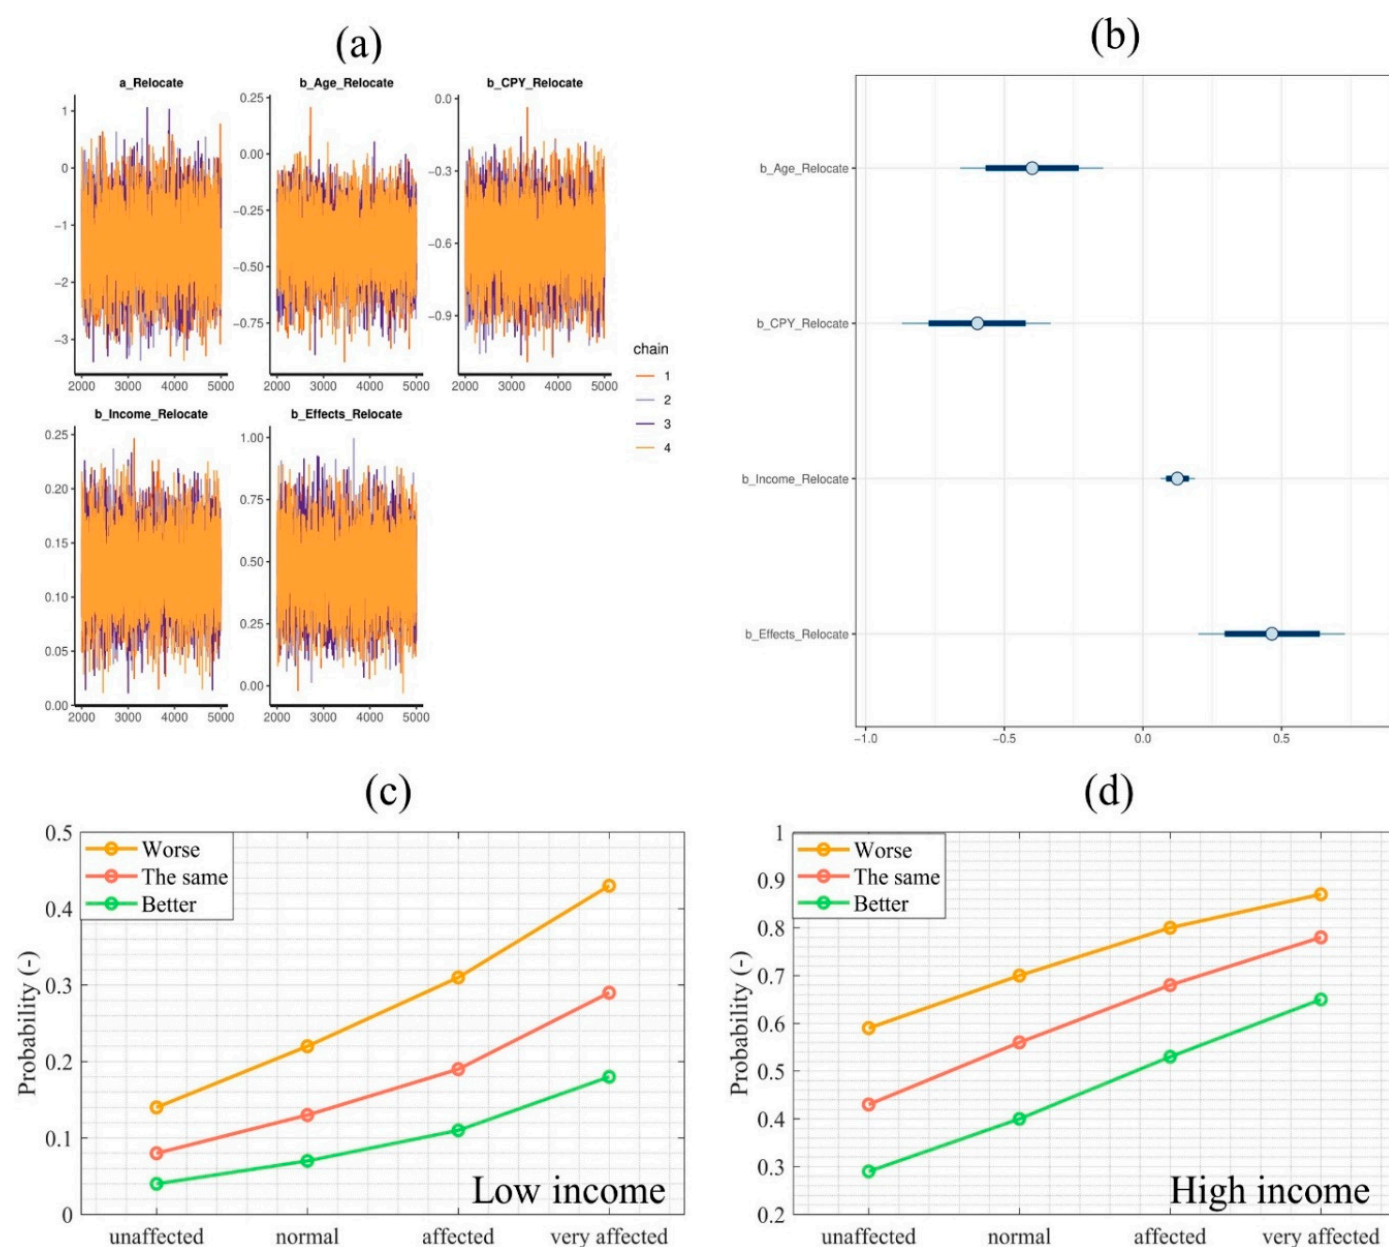 (a)
a_Relocate
b_Age_Relocate
b_CPY_Relocate
1
0
−1
−2
−3
0.25
0.00
−0.25
−0.50
−0.75
0.0
−0.3
−0.6
−0.9
2000 3000 4000 5000
2000 3000 4000 5000
2000 3000 4000 5000
chain
1
2
3
4
b_Income_Relocate
b_Effects_Relocate
0.25
0.20
0.15
0.10
0.05
0.00
1.00
0.75
0.50
0.25
0.00
2000 3000 4000 5000
2000 3000 4000 5000
(b)
b_Age_Relocate
b_CPY_Relocate
b_Income_Relocate
b_Effects_Relocate
−1.0 −0.5 0.0 0.5
(c)
Worse
The same
Better
0.5
0.4
0.3
0.2
0.1
0
Probability (-)
Low income
unaffected normal affected very affected
(d)
Worse
The same
Better
1
0.9
0.8
0.7
0.6
0.5
0.4
0.3
0.2
Probability (-)
High income
unaffected normal affected very affected